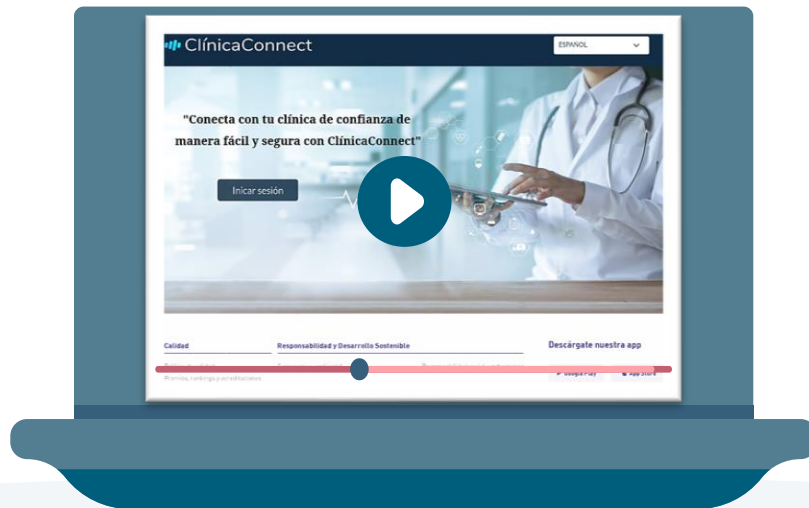 ClínicaConnect
ESPAÑOL
"Conecta con tu clínica de confianza de
manera fácil y segura con ClínicaConnect"
Inicar sesión
Calidad
Responsabilidad y Desarrollo Sostenible
Descárgate nuestra app
Google Play
App Store
Premios, rankings y acreditaciones